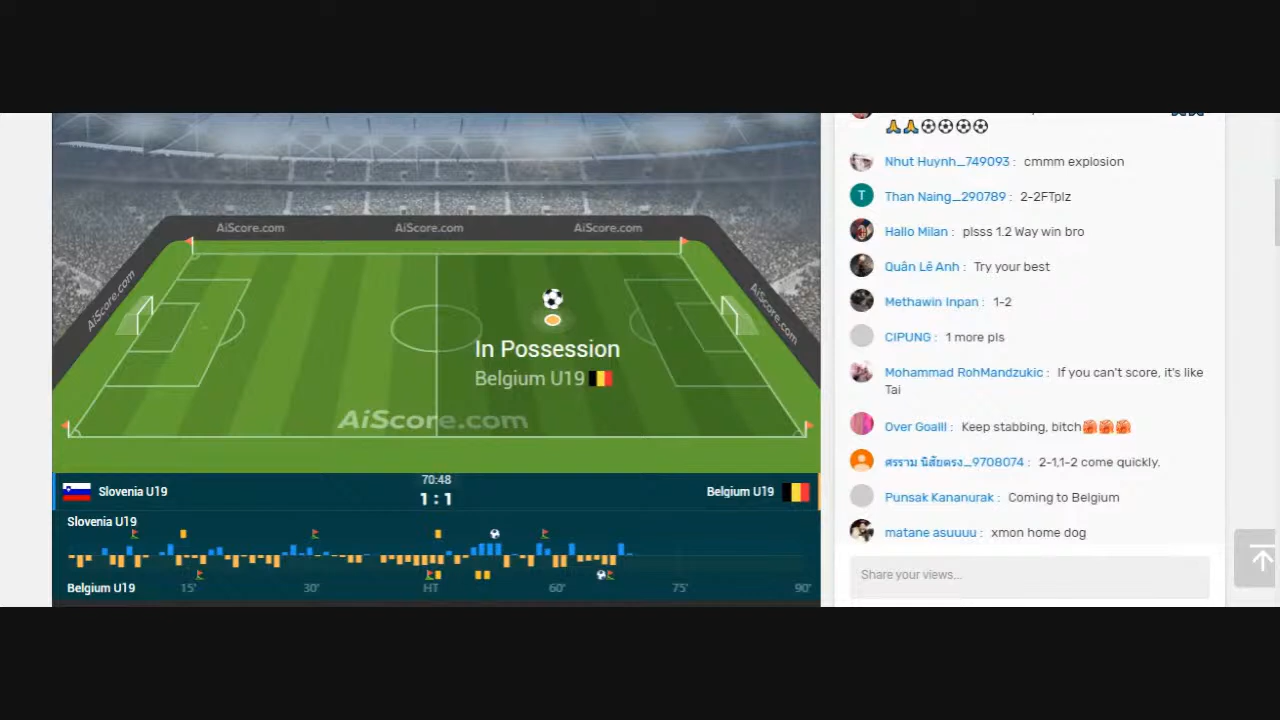 AiScore.com AiScore.com AiScore.com
AiScore.com
AiScore.com
In Possession
Belgium U19
AiScore.com
Slovenia U19
70:48
1 : 1
Belgium U19
Slovenia U19
Belgium U19 15' 30' HT 60' 75' 90'
🙏🙏⚽⚽⚽⚽
Nhut Huynh_749093 : cmmm explosion
T Than Naing_290789 : 2-2FTplz
Hallo Milan : plsss 1.2 Way win bro
Quân Lê Anh : Try your best
Methawin Inpan : 1-2
CIPUNG : 1 more pls
Mohammad RohMandzukic : If you can't score, it's like
Tai
Over Goalll : Keep stabbing, bitch
ศรราม นิสัยตรง_9708074 : 2-1,1-2 come quickly.
Punsak Kananurak : Coming to Belgium
matane asuuuu : xmon home dog
Share your views...